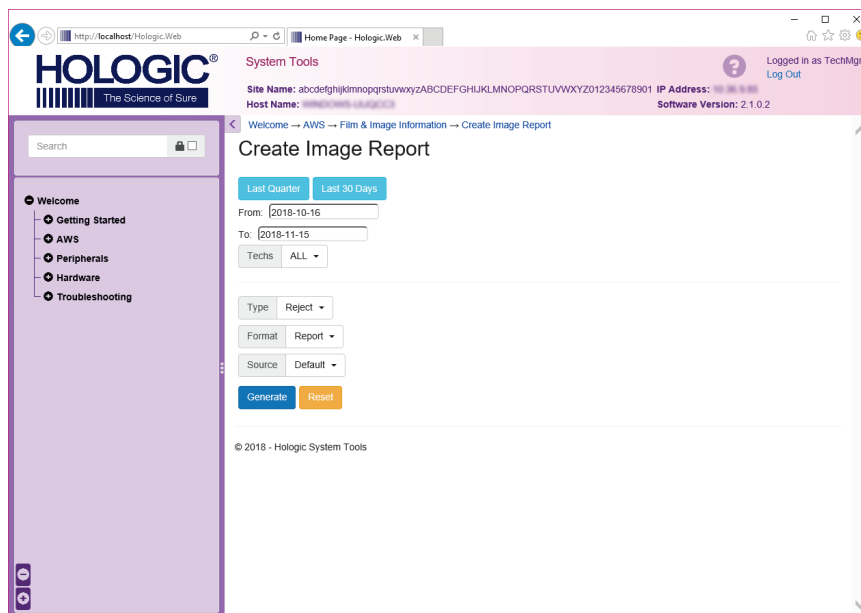 http://localhost/Hologic.Web
Home Page - Hologic.Web
HOLOGIC®
The Science of Sure
System Tools
Logged in as TechMgr
Log Out
Site Name: abcdefghijklmnopqrstuvwxyzABCDEFGHIJKLMNOPQRSTUVWXYZ012345678901 IP Address:
Host Name:
Software Version: 2.1.0.2
Welcome → AWS → Film & Image Information → Create Image Report
Search
Create Image Report
Last Quarter Last 30 Days
From: 2018-10-16
To: 2018-11-15
Techs ALL
Welcome
Getting Started
AWS
Peripherals
Hardware
Troubleshooting
Type Reject
Format Report
Source Default
Generate Reset
© 2018 - Hologic System Tools